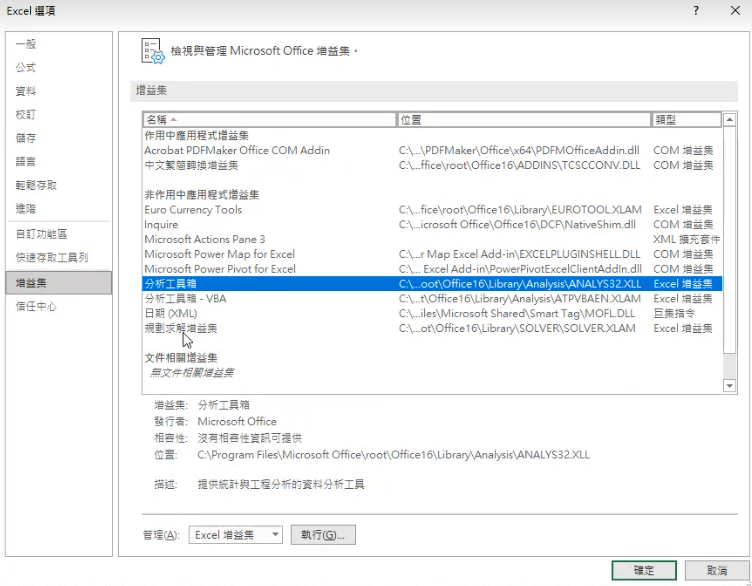 Excel 選項
? ×
一般
公式
資料
校訂
儲存
語言
輕鬆存取
進階
自訂功能區
快速存取工具列
增益集
信任中心
檢視與管理 Microsoft Office 增益集。
增益集
名稱 位置 類型
作用中應用程式增益集
Acrobat PDFMaker Office COM Addin C:\...\PDFMaker\Office\x64\PDFMOfficeAddin.dll COM 增益集
中文繁簡轉換增益集 C:\...ffice\root\Office16\ADDINS\TCSCCONV.DLL COM 增益集
非作用中應用程式增益集
Euro Currency Tools C:\...fice\root\Office16\Library\EUROTOOL.XLAM Excel 增益集
Inquire C:\...icrosoft Office\Office16\DCF\NativeShim.dll COM 增益集
Microsoft Actions Pane 3 XML 擴充套件
Microsoft Power Map for Excel C:\...r Map Excel Add-in\EXCELPLUGINSHELL.DLL COM 增益集
Microsoft Power Pivot for Excel C:\... Excel Add-in\PowerPivotExcelClientAddIn.dll COM 增益集
分析工具箱 C:\...oot\Office16\Library\Analysis\ANALYS32.XLL Excel 增益集
分析工具箱 - VBA C:\...t\Office16\Library\Analysis\ATPVBAEN.XLAM Excel 增益集
日期 (XML) C:\...iles\Microsoft Shared\Smart Tag\MOFL.DLL 巨集指令
規劃求解增益集 C:\...ot\Office16\Library\SOLVER\SOLVER.XLAM Excel 增益集
文件相關增益集
無文件相關增益集
增益集: 分析工具箱
發行者: Microsoft Office
相容性: 沒有相容性資訊可提供
位置: C:\Program Files\Microsoft Office\root\Office16\Library\Analysis\ANALYS32.XLL
描述: 提供統計與工程分析的資料分析工具
管理(A): Excel 增益集 執行(G)...
確定 取消